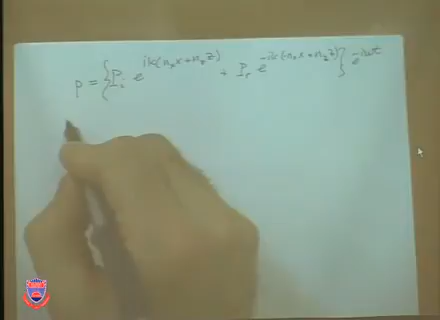 p = { P_i e^{ik(n_x x + n_z z)} + P_r e^{-ik(-n_x x + n_z z)} } e^{-iωt}